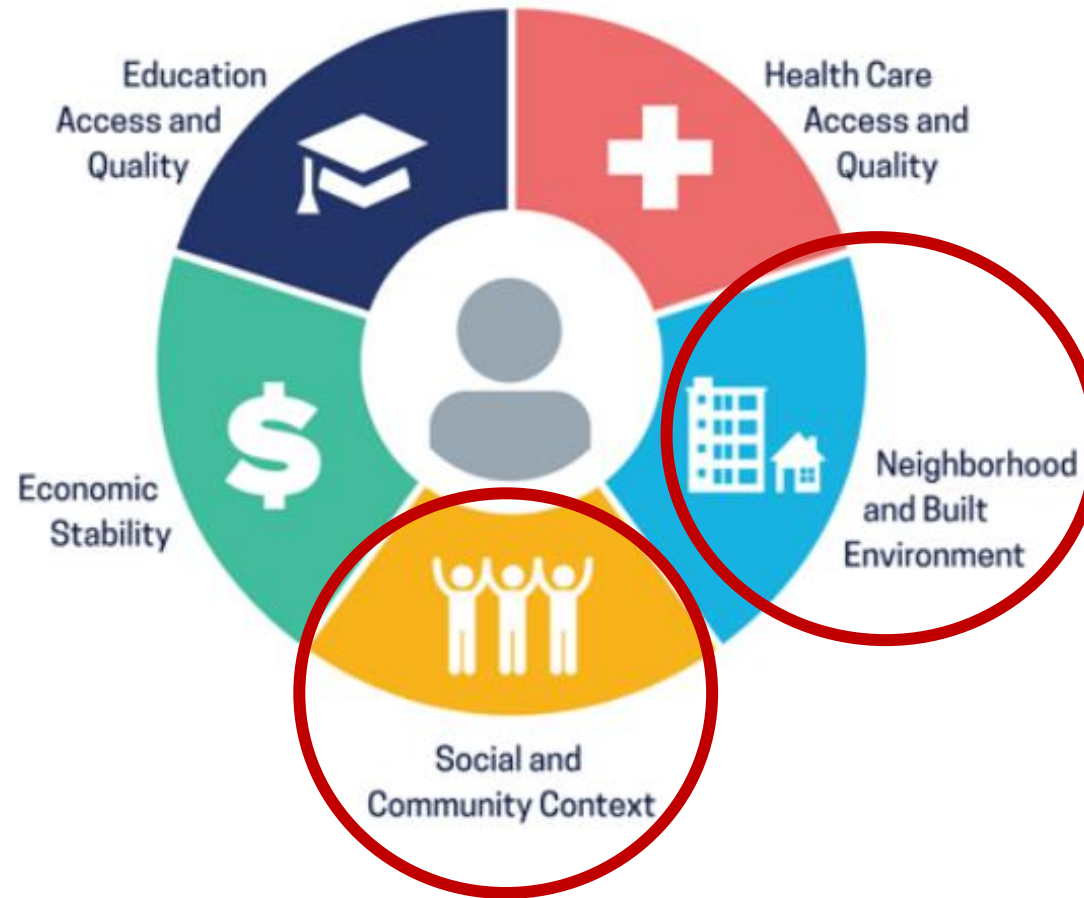 Education
Access and
Quality
Health Care
Access and
Quality
$
Economic
Stability
Neighborhood
and Built
Environment
Social and
Community Context